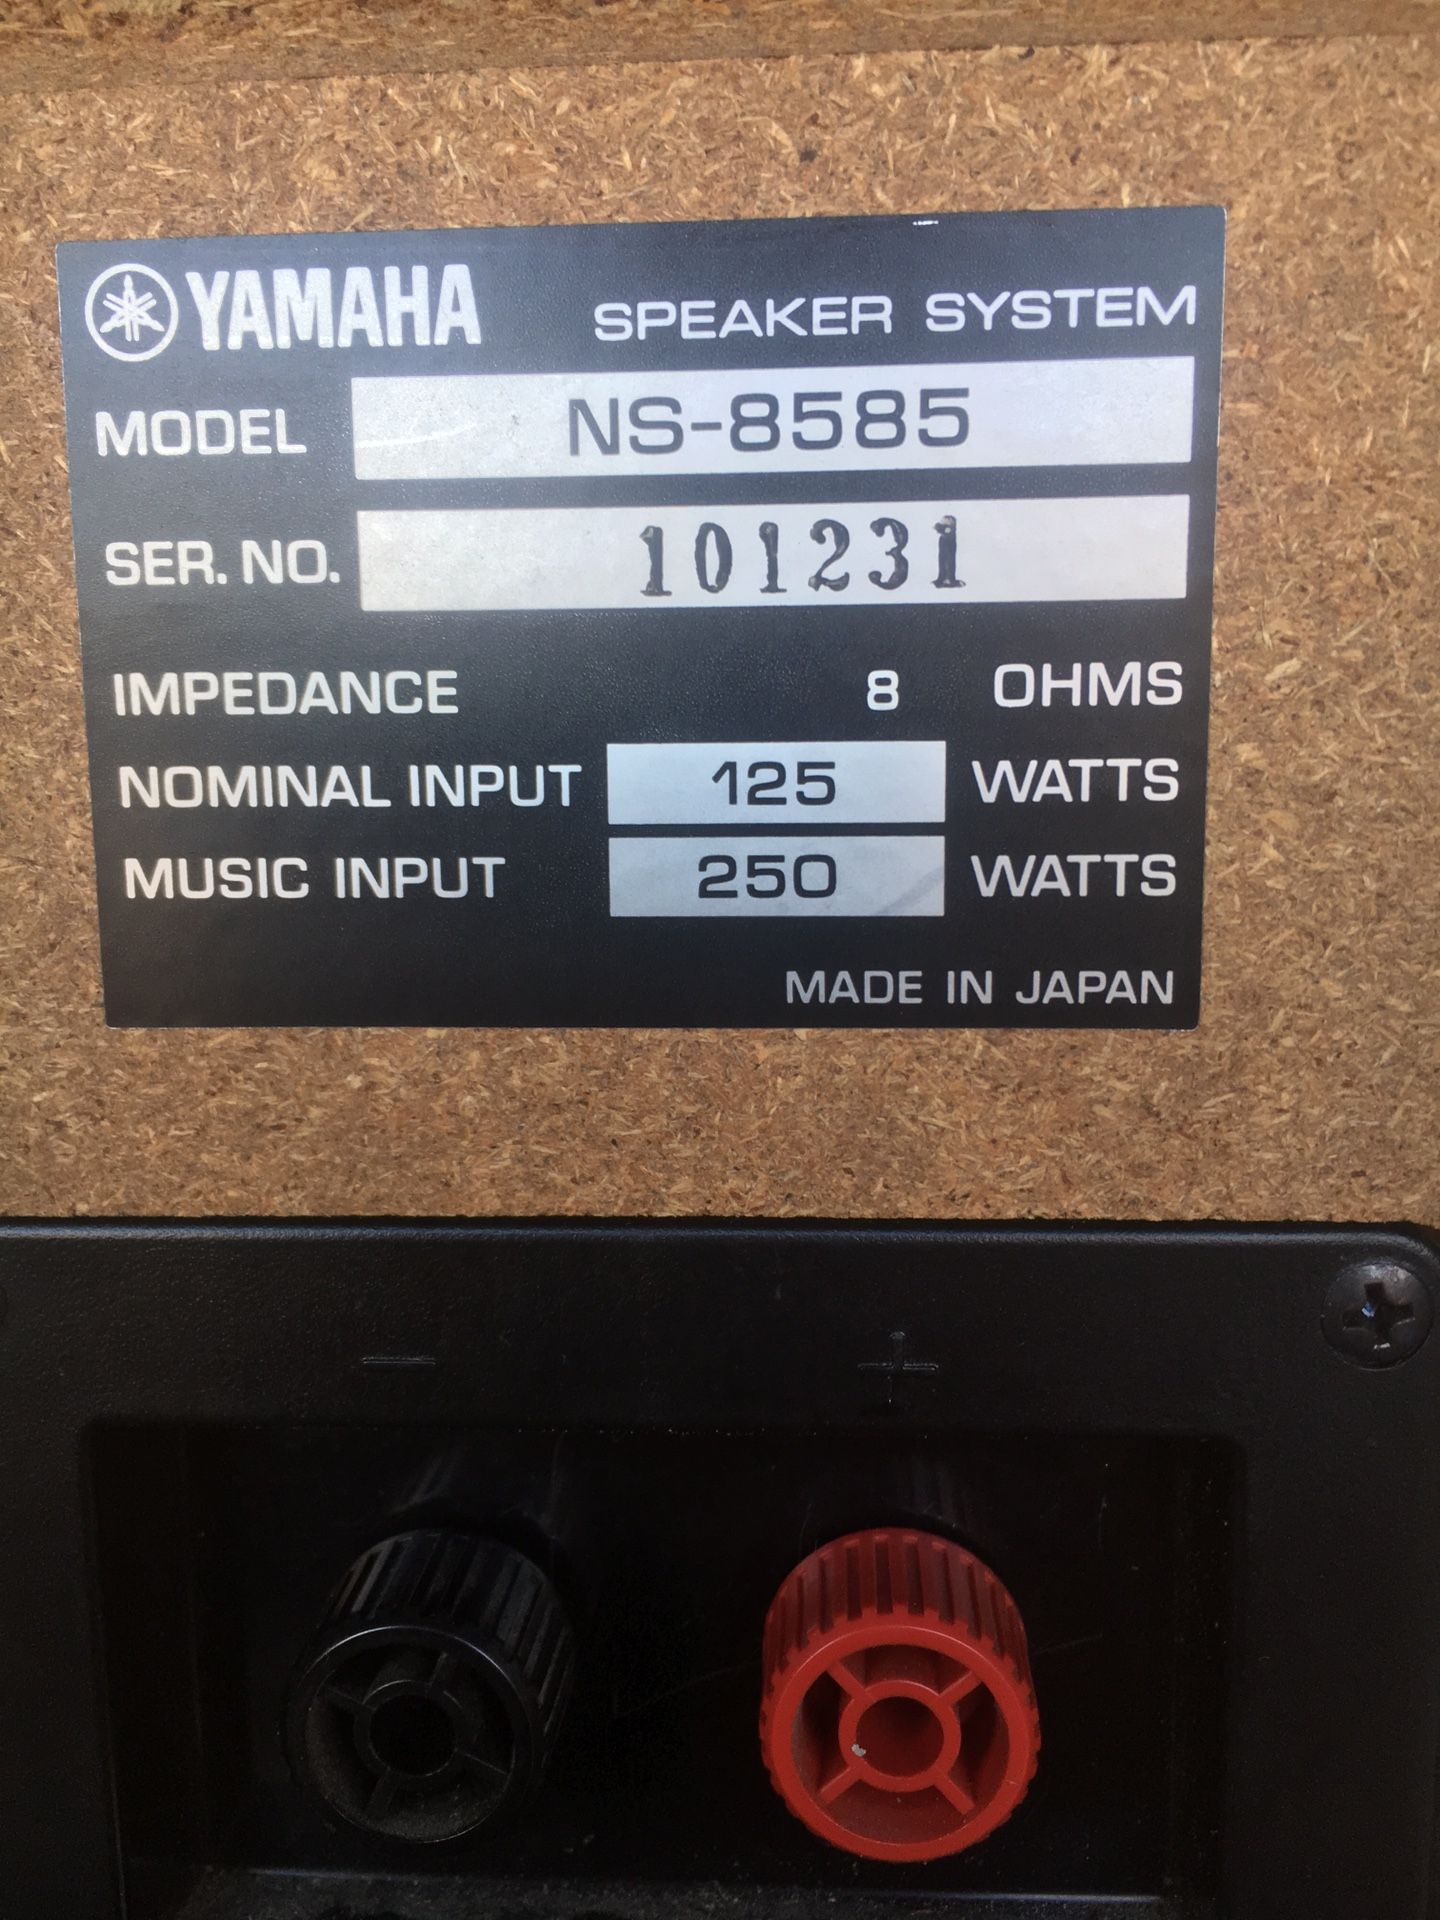 YAMAHA SPEAKER SYSTEM
MODEL NS-8585
SER. NO. 101231
IMPEDANCE 8 OHMS
NOMINAL INPUT 125 WATTS
MUSIC INPUT 250 WATTS
MADE IN JAPAN
− +